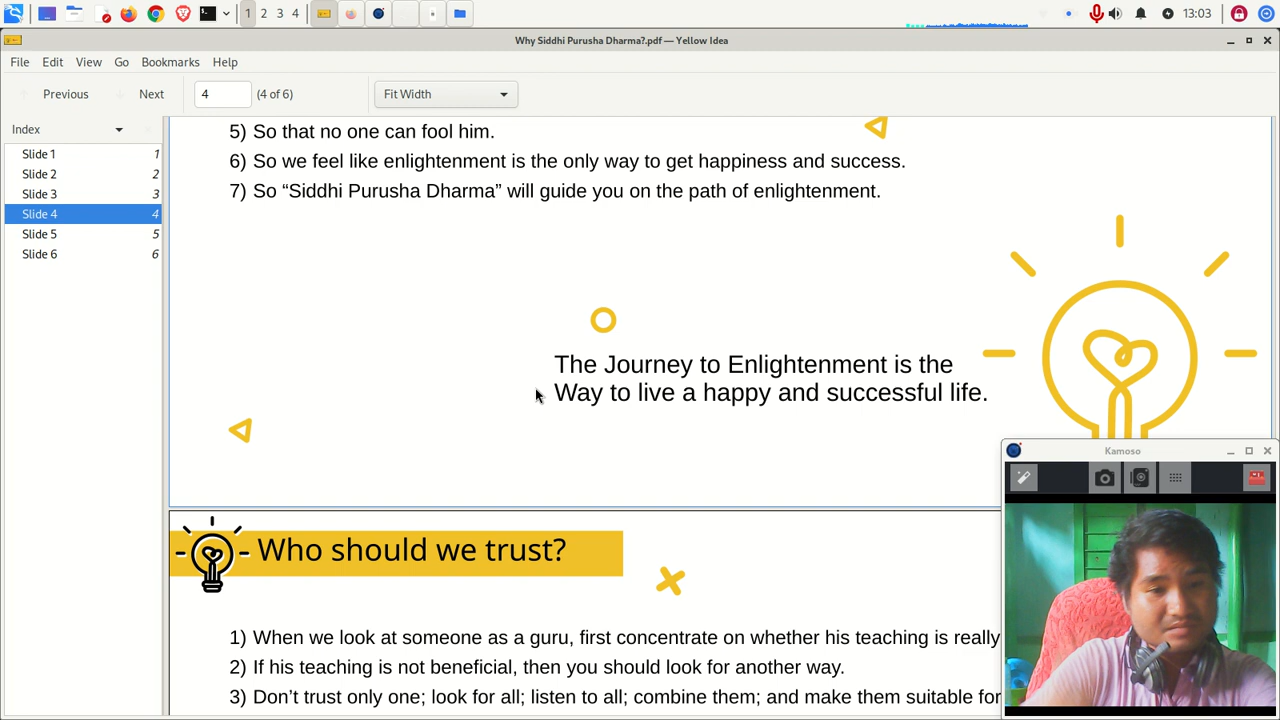 13:03
Why Siddhi Purusha Dharma?.pdf — Yellow Idea
File Edit View Go Bookmarks Help
Previous Next 4 (4 of 6) Fit Width
Index
Slide 1 1
Slide 2 2
Slide 3 3
Slide 4 4
Slide 5 5
Slide 6 6
1 2 3 4
5) So that no one can fool him.
6) So we feel like enlightenment is the only way to get happiness and success.
7) So “Siddhi Purusha Dharma” will guide you on the path of enlightenment.
The Journey to Enlightenment is the
Way to live a happy and successful life.
Kamoso
Who should we trust?
1) When we look at someone as a guru, first concentrate on whether his teaching is really
2) If his teaching is not beneficial, then you should look for another way.
3) Don’t trust only one; look for all; listen to all; combine them; and make them suitable for